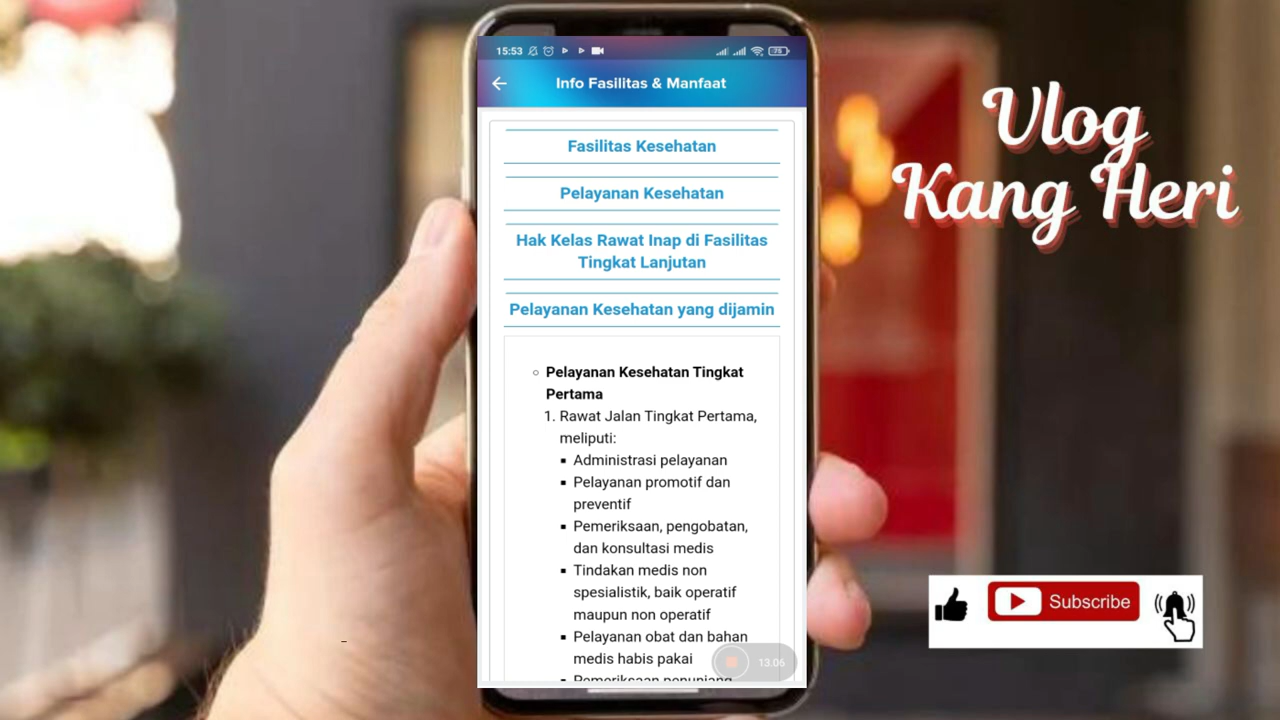 15:53
75
Info Fasilitas & Manfaat
Fasilitas Kesehatan
Pelayanan Kesehatan
Hak Kelas Rawat Inap di Fasilitas
Tingkat Lanjutan
Pelayanan Kesehatan yang dijamin
Pelayanan Kesehatan Tingkat
Pertama
1. Rawat Jalan Tingkat Pertama,
meliputi:
Administrasi pelayanan
Pelayanan promotif dan
preventif
Pemeriksaan, pengobatan,
dan konsultasi medis
Tindakan medis non
spesialistik, baik operatif
maupun non operatif
Pelayanan obat dan bahan
medis habis pakai
Pemeriksaan penunjang
13.06
Vlog
Kang Heri
Subscribe